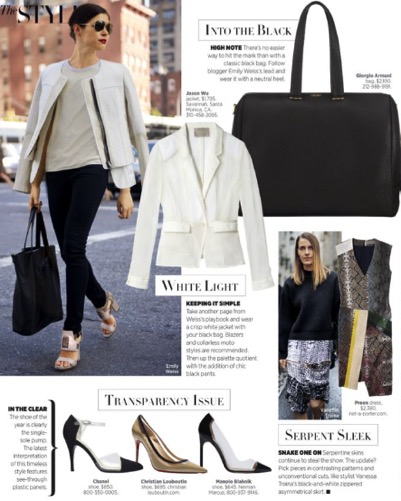 The STYLE
INTO THE BLACK
HIGH NOTE There's no easier
way to hit the mark than with a
classic black bag. Follow
blogger Emily Weiss's lead and
wear it with a neutral heel.
Giorgio Armani
bag, $2,190.
212-988-9191.
Jason Wu
jacket, $1,795.
Savannah, Santa
Monica, CA.
310-458-2095.
WHITE LIGHT
KEEPING IT SIMPLE
Take another page from
Weiss's playbook and wear
a crisp white jacket with
your black bag. Blazers
and collarless moto
styles are recommended.
Then up the palette quotient
with the addition of chic
black pants.
Emily
Weiss
Vanessa
Traina
Preen dress,
$2,380.
net-a-porter.com.
TRANSPARENCY ISSUE
IN THE CLEAR
The shoe of the
year is clearly
the single-
sole pump.
The latest
interpretation
of this timeless
style features
see-through
plastic panels.
Chanel
shoe, $850.
800-550-0005.
Christian Louboutin
shoe, $695. christian
louboutin.com.
Manolo Blahnik
shoe, $645. Neiman
Marcus, 800-937-9146.
SERPENT SLEEK
SNAKE ON Serpentine skins
continue to steal the show. The update?
Pick pieces in contrasting patterns and
unconventional cuts, like stylist Vanessa
Traina's black-and-white zippered
asymmetrical skirt.